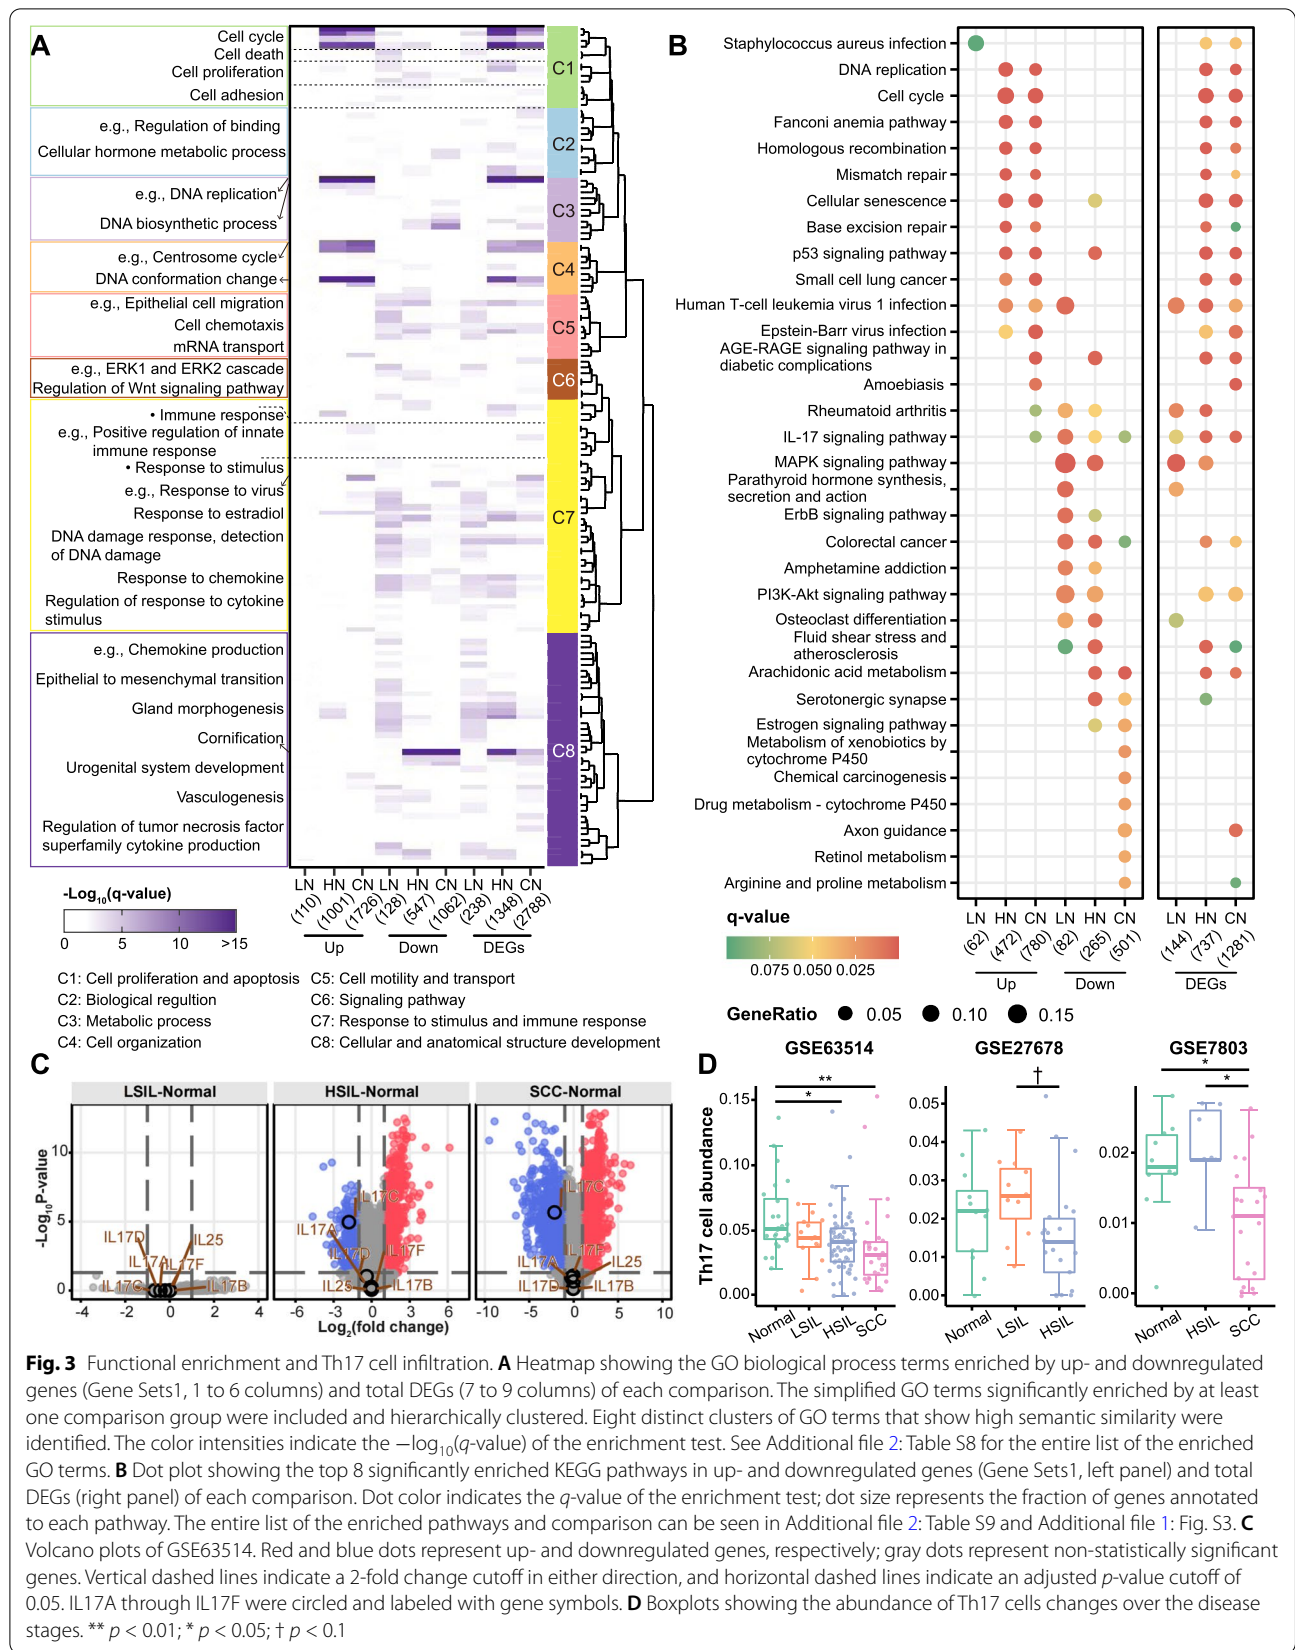 A
Cell cycle
Cell death
Cell proliferation
Cell adhesion
e.g., Regulation of binding
Cellular hormone metabolic process
e.g., DNA replication
DNA biosynthetic process
e.g., Centrosome cycle
DNA conformation change
e.g., Epithelial cell migration
Cell chemotaxis
mRNA transport
e.g., ERK1 and ERK2 cascade
Regulation of Wnt signaling pathway
• Immune response
e.g., Positive regulation of innate
immune response
• Response to stimulus
e.g., Response to virus
Response to estradiol
DNA damage response, detection
of DNA damage
Response to chemokine
Regulation of response to cytokine
stimulus
e.g., Chemokine production
Epithelial to mesenchymal transition
Gland morphogenesis
Cornification
Urogenital system development
Vasculogenesis
Regulation of tumor necrosis factor
superfamily cytokine production
C1
C2
C3
C4
C5
C6
C7
C8
LN HN CN LN HN CN LN HN CN
(110) (1001) (1726) (128) (547) (1062) (238) (1348) (2788)
Up Down DEGs
-Log10(q-value)
0 5 10 >15
C1: Cell proliferation and apoptosis
C2: Biological regultion
C3: Metabolic process
C4: Cell organization
C5: Cell motility and transport
C6: Signaling pathway
C7: Response to stimulus and immune response
C8: Cellular and anatomical structure development
B
Staphylococcus aureus infection
DNA replication
Cell cycle
Fanconi anemia pathway
Homologous recombination
Mismatch repair
Cellular senescence
Base excision repair
p53 signaling pathway
Small cell lung cancer
Human T-cell leukemia virus 1 infection
Epstein-Barr virus infection
AGE-RAGE signaling pathway in
diabetic complications
Amoebiasis
Rheumatoid arthritis
IL-17 signaling pathway
MAPK signaling pathway
Parathyroid hormone synthesis,
secretion and action
ErbB signaling pathway
Colorectal cancer
Amphetamine addiction
PI3K-Akt signaling pathway
Osteoclast differentiation
Fluid shear stress and
atherosclerosis
Arachidonic acid metabolism
Serotonergic synapse
Estrogen signaling pathway
Metabolism of xenobiotics by
cytochrome P450
Chemical carcinogenesis
Drug metabolism - cytochrome P450
Axon guidance
Retinol metabolism
Arginine and proline metabolism
LN HN CN LN HN CN LN HN CN
(62) (472) (780) (82) (265) (501) (144) (737) (1281)
Up Down DEGs
q-value
0.075 0.050 0.025
GeneRatio 0.05 0.10 0.15
C
LSIL-Normal HSIL-Normal SCC-Normal
-Log10P-value
10
5
0
IL17D
IL25
IL17A
IL17F
IL17C
IL17B
IL17C
IL17A
IL17D
IL17F
IL25
IL17B
IL17C
IL17F
IL17A
IL25
IL17D
IL17B
-4 -2 0 2 4
-6 -3 0 3 6
-10 -5 0 5 10
Log2(fold change)
D
GSE63514 GSE27678 GSE7803
Th17 cell abundance
**
*
0.15
0.10
0.05
0.00
Normal LSIL HSIL SCC
†
0.05
0.04
0.03
0.02
0.01
0.00
Normal LSIL HSIL
*
*
0.02
0.01
0.00
Normal HSIL SCC
Fig. 3 Functional enrichment and Th17 cell infiltration. A Heatmap showing the GO biological process terms enriched by up- and downregulated
genes (Gene Sets1, 1 to 6 columns) and total DEGs (7 to 9 columns) of each comparison. The simplified GO terms significantly enriched by at least
one comparison group were included and hierarchically clustered. Eight distinct clusters of GO terms that show high semantic similarity were
identified. The color intensities indicate the −log10(q-value) of the enrichment test. See Additional file 2: Table S8 for the entire list of the enriched
GO terms. B Dot plot showing the top 8 significantly enriched KEGG pathways in up- and downregulated genes (Gene Sets1, left panel) and total
DEGs (right panel) of each comparison. Dot color indicates the q-value of the enrichment test; dot size represents the fraction of genes annotated
to each pathway. The entire list of the enriched pathways and comparison can be seen in Additional file 2: Table S9 and Additional file 1: Fig. S3. C
Volcano plots of GSE63514. Red and blue dots represent up- and downregulated genes, respectively; gray dots represent non-statistically significant
genes. Vertical dashed lines indicate a 2-fold change cutoff in either direction, and horizontal dashed lines indicate an adjusted p-value cutoff of
0.05. IL17A through IL17F were circled and labeled with gene symbols. D Boxplots showing the abundance of Th17 cells changes over the disease
stages. ** p < 0.01; * p < 0.05; † p < 0.1